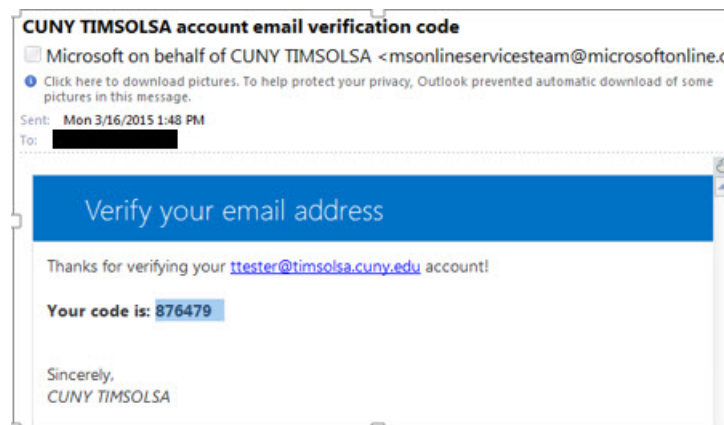 CUNY TIMSOLSA account email verification code
Microsoft on behalf of CUNY TIMSOLSA <msonlineservicesteam@microsoftonline.c
Click here to download pictures. To help protect your privacy, Outlook prevented automatic download of some
pictures in this message.
Sent: Mon 3/16/2015 1:48 PM
To:
Verify your email address
Thanks for verifying your ttester@timsolsa.cuny.edu account!
Your code is: 876479
Sincerely,
CUNY TIMSOLSA